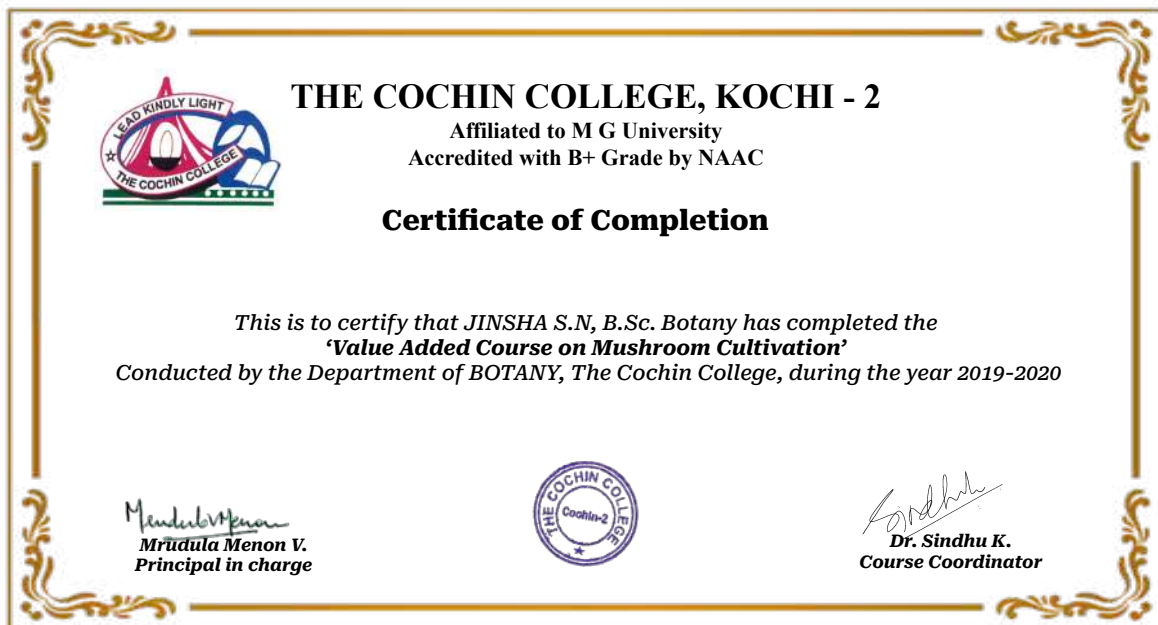 LEAD KINDLY LIGHT
THE COCHIN COLLEGE
THE COCHIN COLLEGE, KOCHI - 2
Affiliated to M G University
Accredited with B+ Grade by NAAC
Certificate of Completion
This is to certify that JINSHA S.N, B.Sc. Botany has completed the
‘Value Added Course on Mushroom Cultivation’
Conducted by the Department of BOTANY, The Cochin College, during the year 2019-2020
THE COCHIN COLLEGE
Cochin-2
Mrudula Menon V.
Principal in charge
Sindhu
Dr. Sindhu K.
Course Coordinator